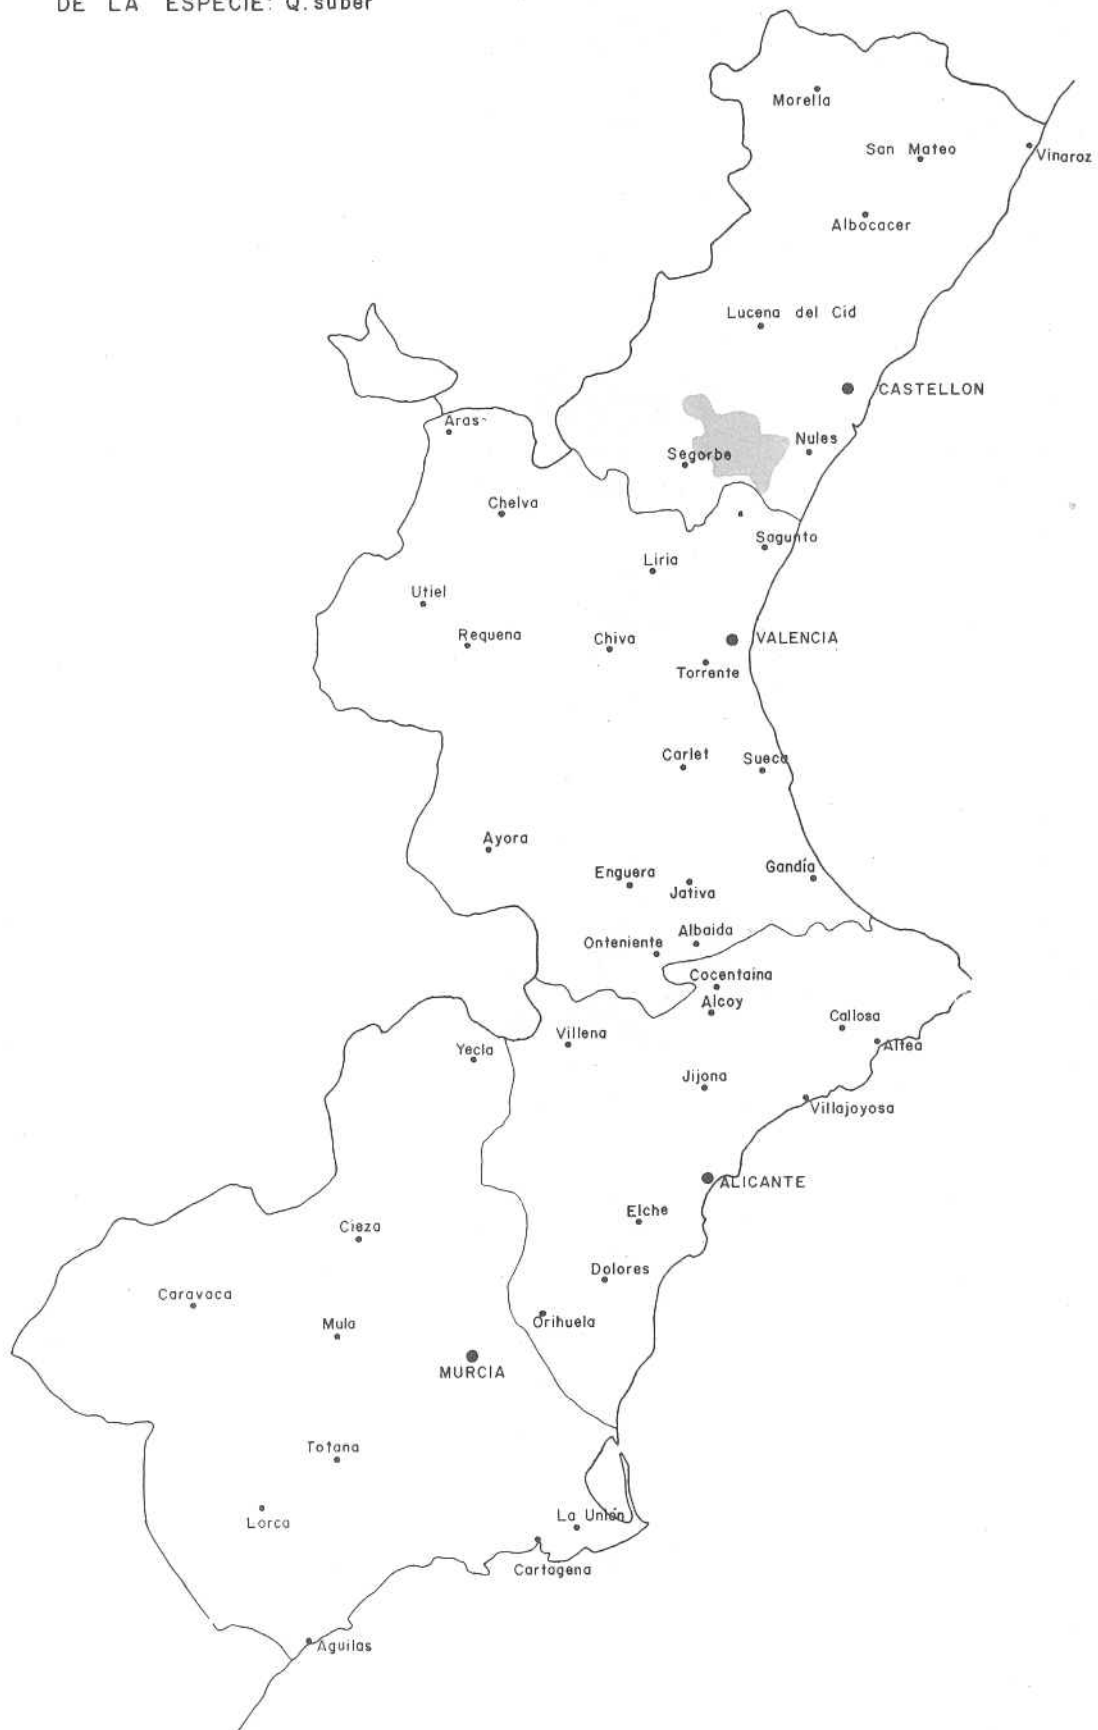 DE LA ESPECIE: Q. suber
Morella
San Mateo
Vinaroz
Albocacer
Lucena del Cid
CASTELLON
Aras
Nules
Segorbe
Chelva
Sagunto
Liria
Utiel
Requena
Chiva
VALENCIA
Torrente
Carlet
Sueca
Ayora
Gandía
Enguera
Jativa
Albaida
Onteniente
Cocentaina
Alcoy
Callosa
Villena
Altea
Yecla
Jijona
Villajoyosa
ALICANTE
Elche
Cieza
Dolores
Caravaca
Orihuela
Mula
MURCIA
Totana
La Unión
Lorca
Cartagena
Aguilas